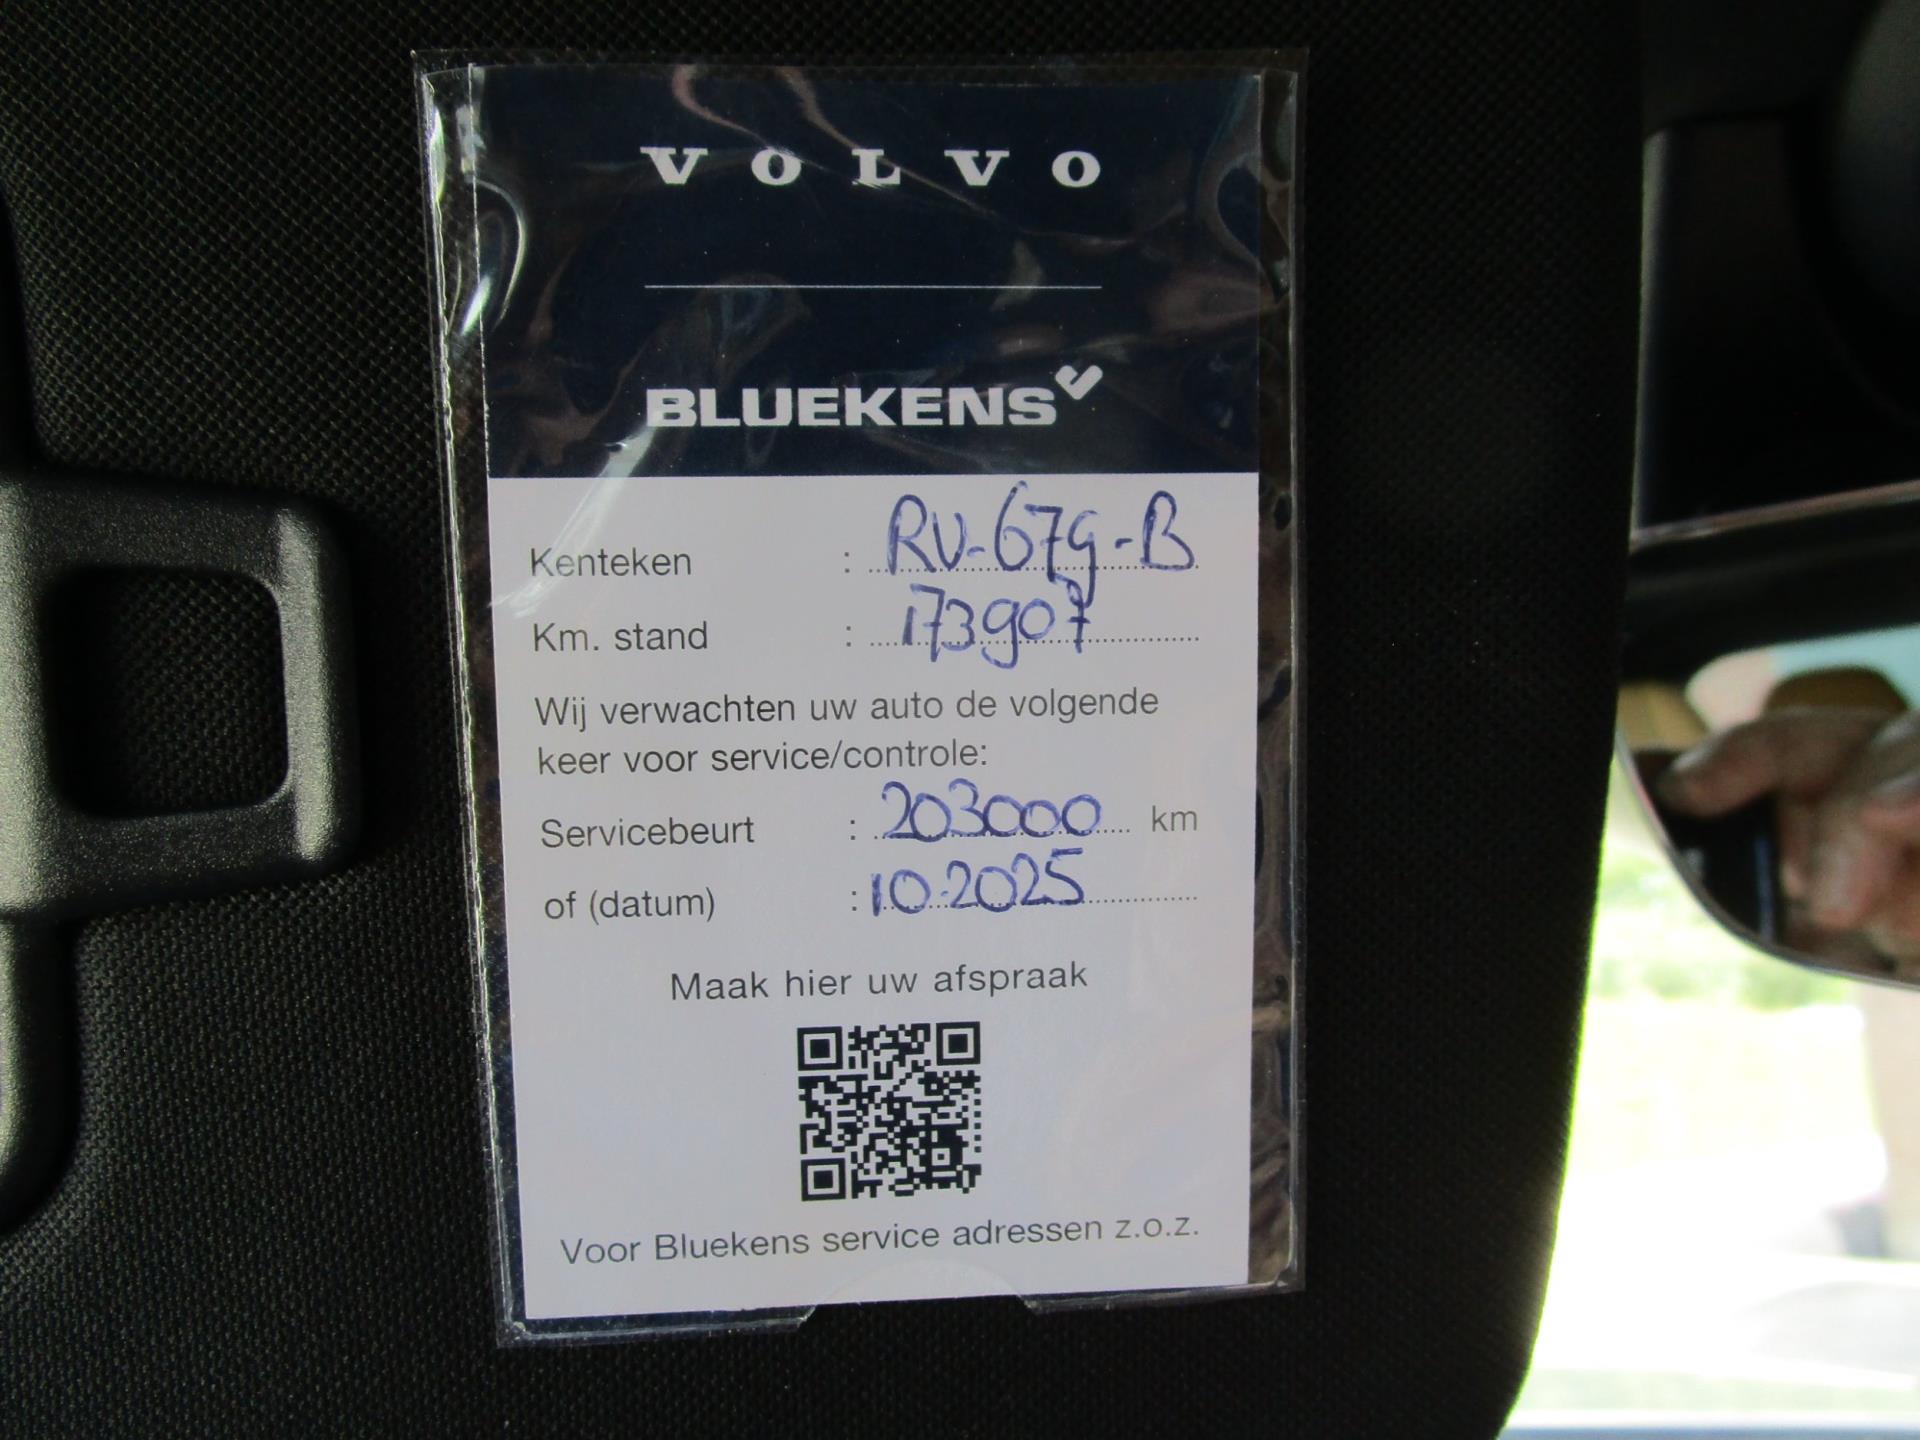 VOLVO
BLUEKENS
Kenteken : RV-679-B
Km. stand : 173907
Wij verwachten uw auto de volgende
keer voor service/controle:
Servicebeurt : 203000 km
of (datum) : 10-2025
Maak hier uw afspraak
Voor Bluekens service adressen z.o.z.